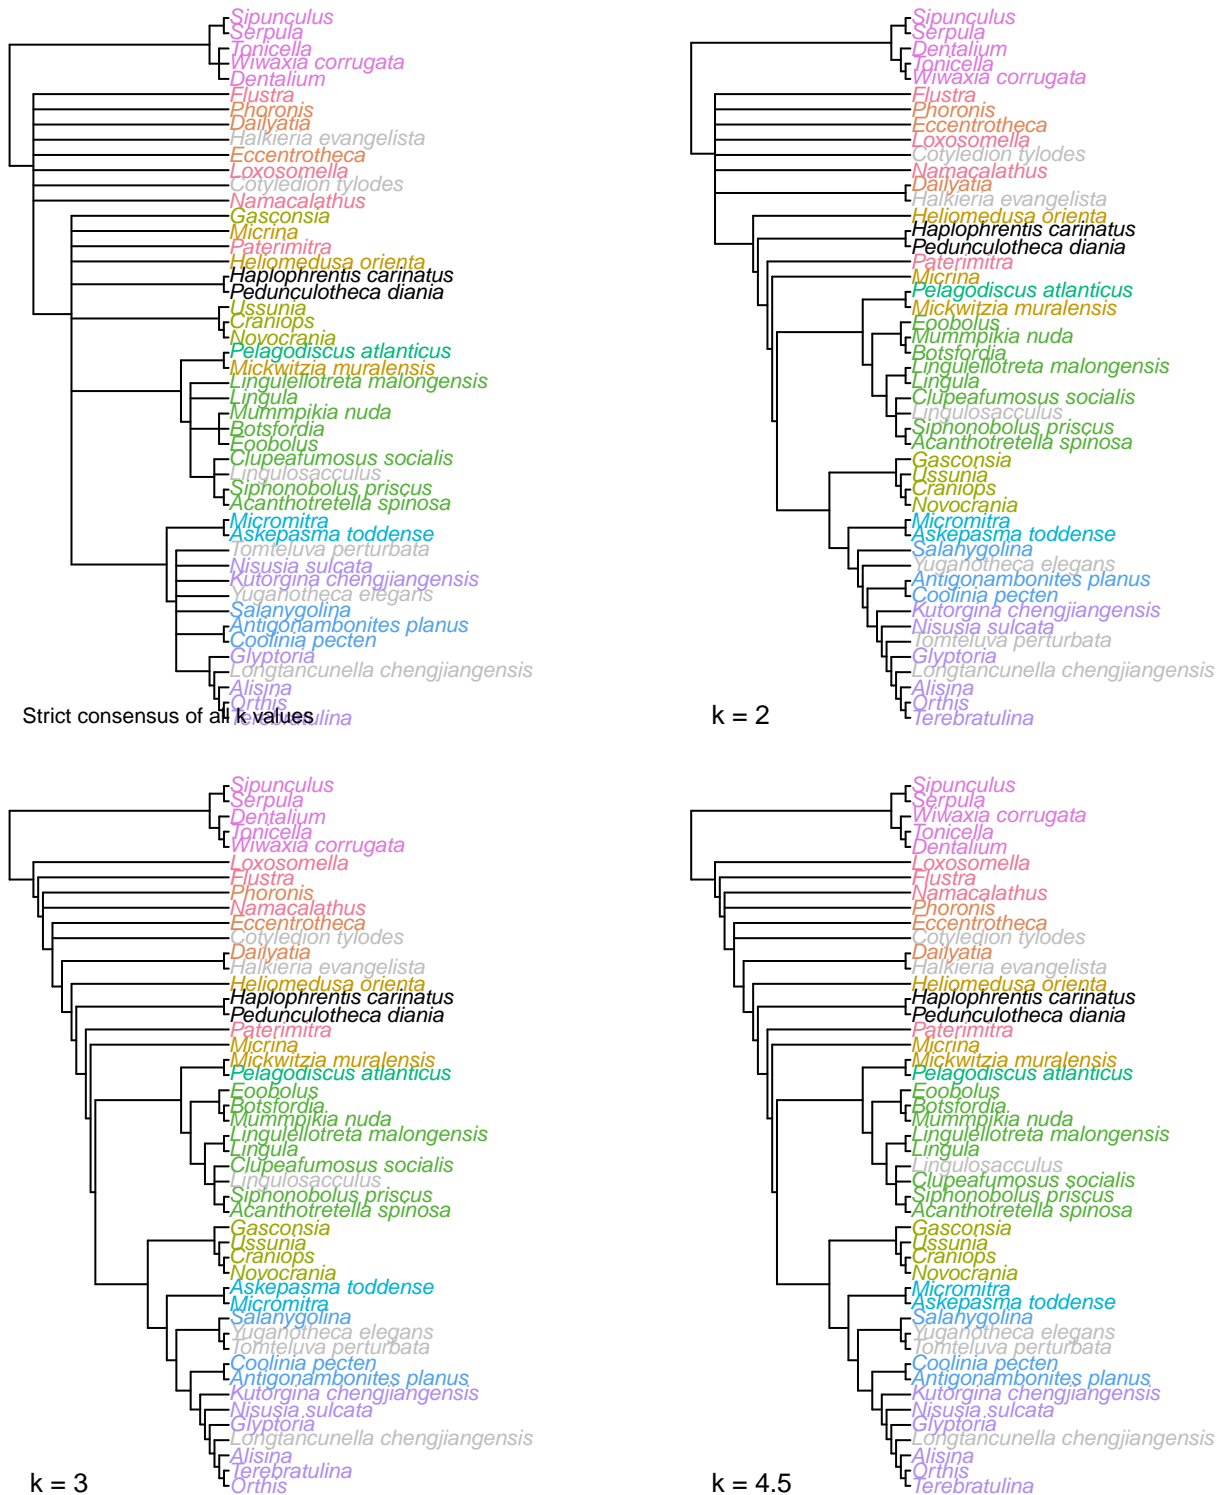 Sipunculus
Serpula
Tonicella
Wiwaxia corrugata
Dentalium
Flustra
Phoronis
Dailyatia
Halkieria evangelista
Eccentrotheca
Loxosomella
Cotyledion tylodes
Namacalathus
Gasconsia
Micrina
Paterimitra
Heliomedusa orienta
Haplophrentis carinatus
Pedunculotheca diania
Ussunia
Craniops
Novocrania
Pelagodiscus atlanticus
Mickwitzia muralensis
Lingulellotreta malongensis
Lingula
Mummpikia nuda
Botsfordia
Eoobolus
Clupeafumosus socialis
Lingulosacculus
Siphonobolus priscus
Acanthotretella spinosa
Micromitra
Askepasma toddense
Tomteluva perturbata
Nisusia sulcata
Kutorgina chengjiangensis
Yuganotheca elegans
Salanygolina
Antigonambonites planus
Coolinia pecten
Glyptoria
Longtancunella chengjiangensis
Alisina
Orthis
Terebratulina
Strict consensus of all k values
Sipunculus
Serpula
Dentalium
Tonicella
Wiwaxia corrugata
Flustra
Phoronis
Eccentrotheca
Loxosomella
Cotyledion tylodes
Namacalathus
Dailyatia
Halkieria evangelista
Heliomedusa orienta
Haplophrentis carinatus
Pedunculotheca diania
Paterimitra
Micrina
Pelagodiscus atlanticus
Mickwitzia muralensis
Eoobolus
Mummpikia nuda
Botsfordia
Lingulellotreta malongensis
Lingula
Clupeafumosus socialis
Lingulosacculus
Siphonobolus priscus
Acanthotretella spinosa
Gasconsia
Ussunia
Craniops
Novocrania
Micromitra
Askepasma toddense
Salanygolina
Yuganotheca elegans
Antigonambonites planus
Coolinia pecten
Kutorgina chengjiangensis
Nisusia sulcata
Tomteluva perturbata
Glyptoria
Longtancunella chengjiangensis
Alisina
Orthis
Terebratulina
k = 2
Sipunculus
Serpula
Dentalium
Tonicella
Wiwaxia corrugata
Loxosomella
Flustra
Phoronis
Namacalathus
Eccentrotheca
Cotyledion tylodes
Dailyatia
Halkieria evangelista
Heliomedusa orienta
Haplophrentis carinatus
Pedunculotheca diania
Paterimitra
Micrina
Mickwitzia muralensis
Pelagodiscus atlanticus
Eoobolus
Botsfordia
Mummpikia nuda
Lingulellotreta malongensis
Lingula
Clupeafumosus socialis
Lingulosacculus
Siphonobolus priscus
Acanthotretella spinosa
Gasconsia
Ussunia
Craniops
Novocrania
Askepasma toddense
Micromitra
Salanygolina
Yuganotheca elegans
Tomteluva perturbata
Coolinia pecten
Antigonambonites planus
Kutorgina chengjiangensis
Nisusia sulcata
Glyptoria
Longtancunella chengjiangensis
Alisina
Terebratulina
Orthis
k = 3
Sipunculus
Serpula
Wiwaxia corrugata
Tonicella
Dentalium
Loxosomella
Flustra
Namacalathus
Phoronis
Eccentrotheca
Cotyledion tylodes
Dailyatia
Halkieria evangelista
Heliomedusa orienta
Haplophrentis carinatus
Pedunculotheca diania
Paterimitra
Micrina
Mickwitzia muralensis
Pelagodiscus atlanticus
Eoobolus
Botsfordia
Mummpikia nuda
Lingulellotreta malongensis
Lingula
Lingulosacculus
Clupeafumosus socialis
Siphonobolus priscus
Acanthotretella spinosa
Gasconsia
Ussunia
Craniops
Novocrania
Micromitra
Askepasma toddense
Salanygolina
Yuganotheca elegans
Tomteluva perturbata
Coolinia pecten
Antigonambonites planus
Kutorgina chengjiangensis
Nisusia sulcata
Glyptoria
Longtancunella chengjiangensis
Alisina
Orthis
Terebratulina
k = 4.5